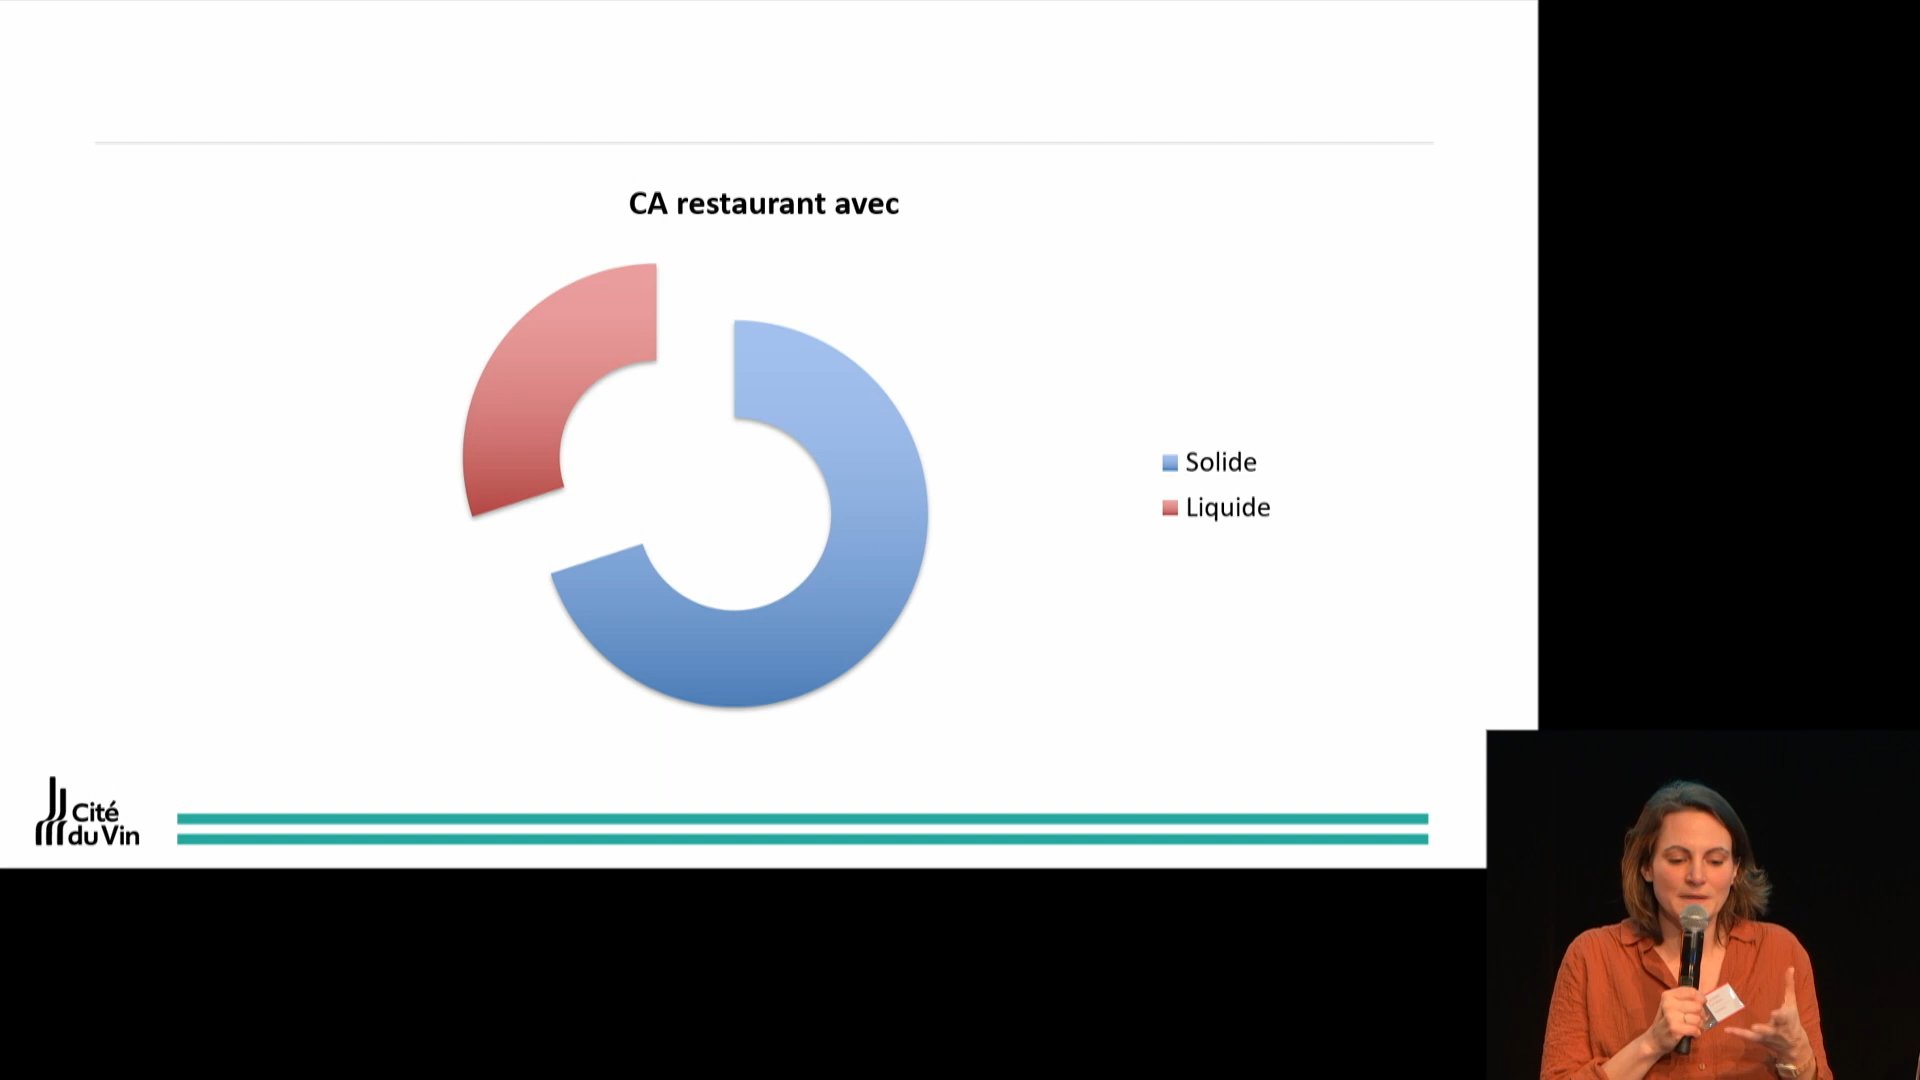 CA restaurant avec
Solide
Liquide
Cité
du Vin